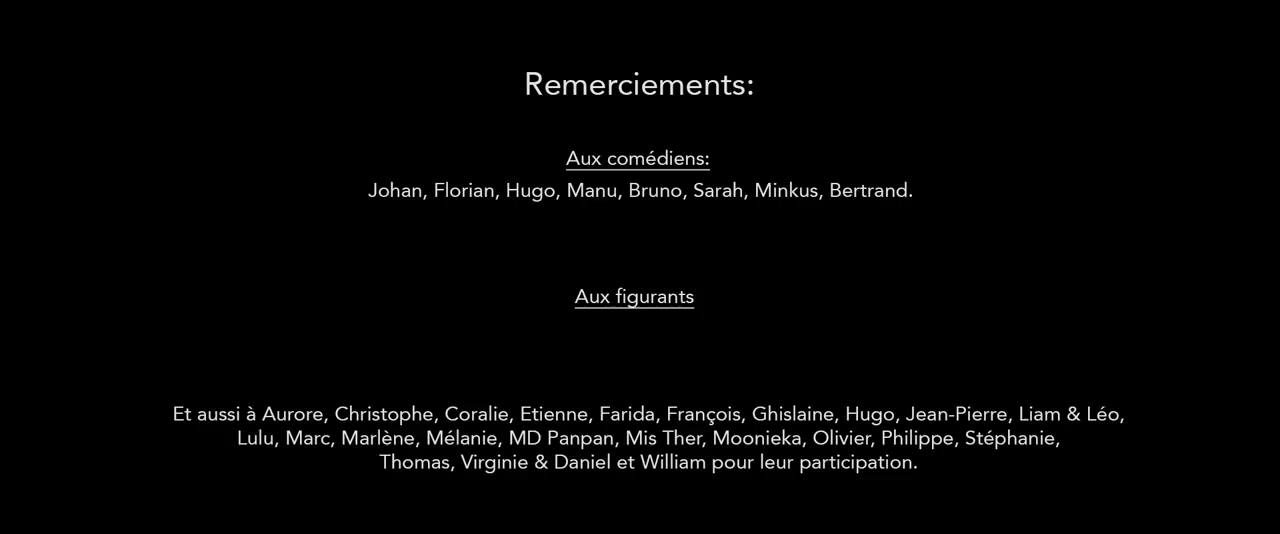 Remerciements:
Aux comédiens:
Johan, Florian, Hugo, Manu, Bruno, Sarah, Minkus, Bertrand.
Aux figurants
Et aussi à Aurore, Christophe, Coralie, Etienne, Farida, François, Ghislaine, Hugo, Jean-Pierre, Liam & Léo,
Lulu, Marc, Marlène, Mélanie, MD Panpan, Mis Ther, Moonieka, Olivier, Philippe, Stéphanie,
Thomas, Virginie & Daniel et William pour leur participation.